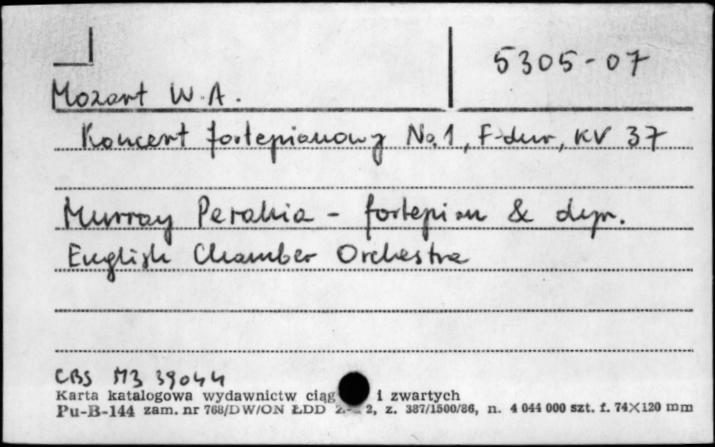 5305-07
Mozart W.A.
Koncert fortepianowy No.1, F-dur, KV 37
Murray Perahia - fortepian & dyr.
English Chamber Orchestra
CBS M3 39044
Karta katalogowa wydawnictw ciąg i zwartych
Pu-B-144 zam. nr 768/DW/ON ŁDD 2, z. 387/1500/86, n. 4 044 000 szt. f. 74×120 mm